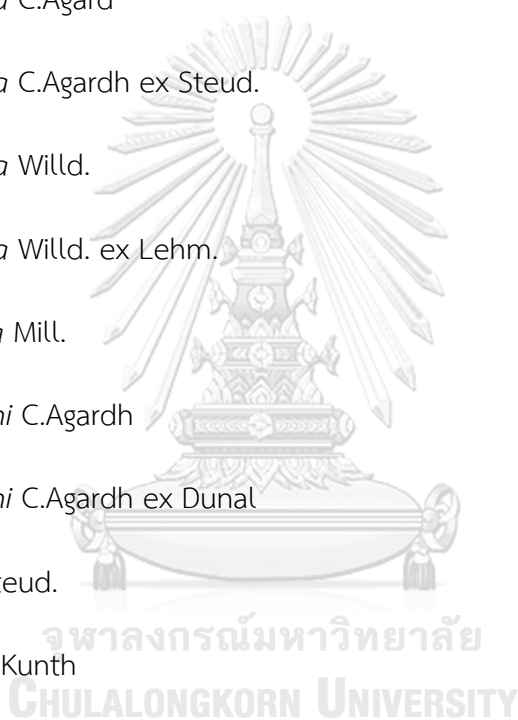 a C.Agard
a C.Agardh ex Steud.
a Willd.
a Willd. ex Lehm.
a Mill.
ni C.Agardh
ni C.Agardh ex Dunal
teud.
Kunth
จุฬาลงกรณ์มหาวิทยาลัย
CHULALONGKORN UNIVERSITY